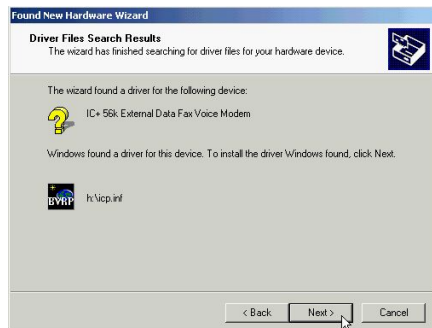 Found New Hardware Wizard
Driver Files Search Results
The wizard has finished searching for driver files for your hardware device.
The wizard found a driver for the following device:
IC+ 56k External Data Fax Voice Modem
Windows found a driver for this device. To install the driver Windows found, click Next.
BVRP
h:\icp.inf
< Back
Next >
Cancel